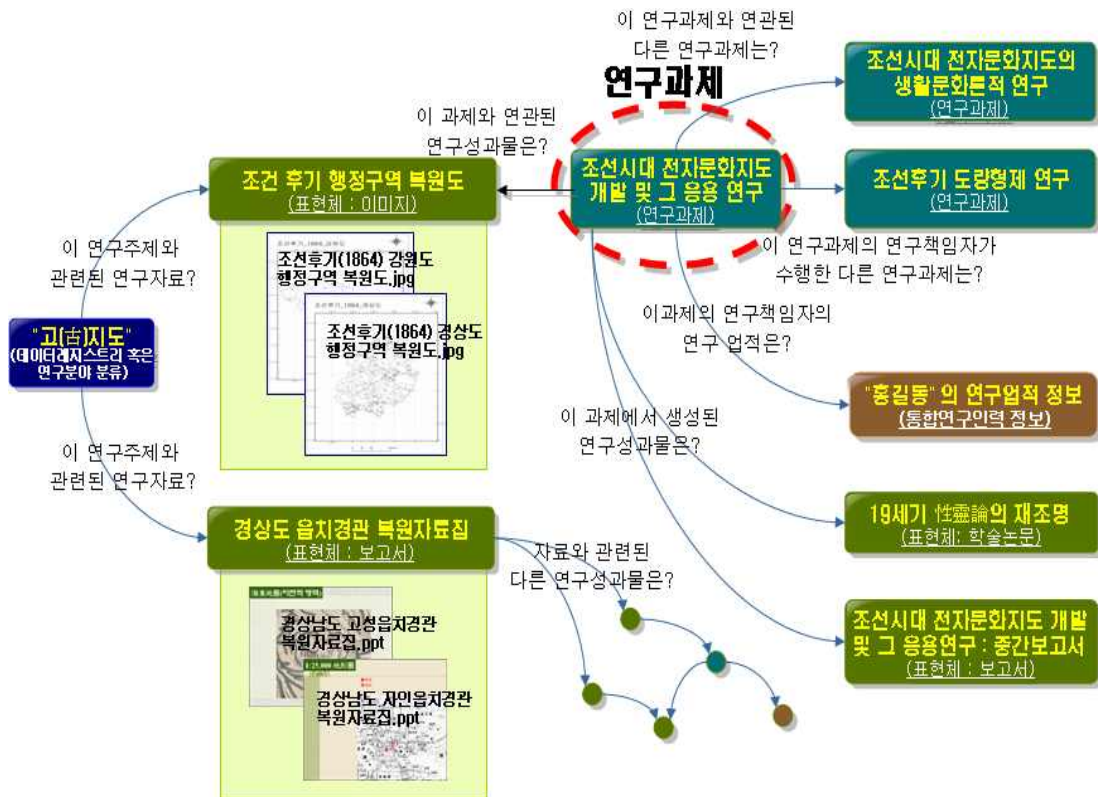 이 연구과제와 연관된
다른 연구과제는?
연구과제
조선시대 전자문화지도의
생활문화론적 연구
(연구과제)
이 과제와 연관된
연구성과물은?
조선시대 전자문화지도
개발 및 그 응용 연구
(연구과제)
조건 후기 행정구역 복원도
(표현체 : 이미지)
조선후기 도량형제 연구
(연구과제)
이 연구과제의 연구책임자가
수행한 다른 연구과제는?
이 연구주제와
관련된 연구자료?
조선후기(1864) 강원도
행정구역 복원도.jpg
조선후기(1864) 경상도
행정구역 복원도.jpg
이과제의 연구책임자의
연구 업적은?
"고(古)지도"
(데이터레지스트리 혹은
연구분야 분류)
"홍길동" 의 연구업적 정보
(통합연구인력 정보)
이 과제에서 생성된
연구성과물은?
이 연구주제와
관련된 연구자료?
19세기 性靈論의 재조명
(표현체: 학술논문)
경상도 읍치경관 복원자료집
(표현체 : 보고서)
자료와 관련된
다른 연구성과물은?
경상남도 고성읍치경관
복원자료집.ppt
경상남도 자인읍치경관
복원자료집.ppt
조선시대 전자문화지도 개발
및 그 응용연구 : 중간보고서
(표현체 : 보고서)